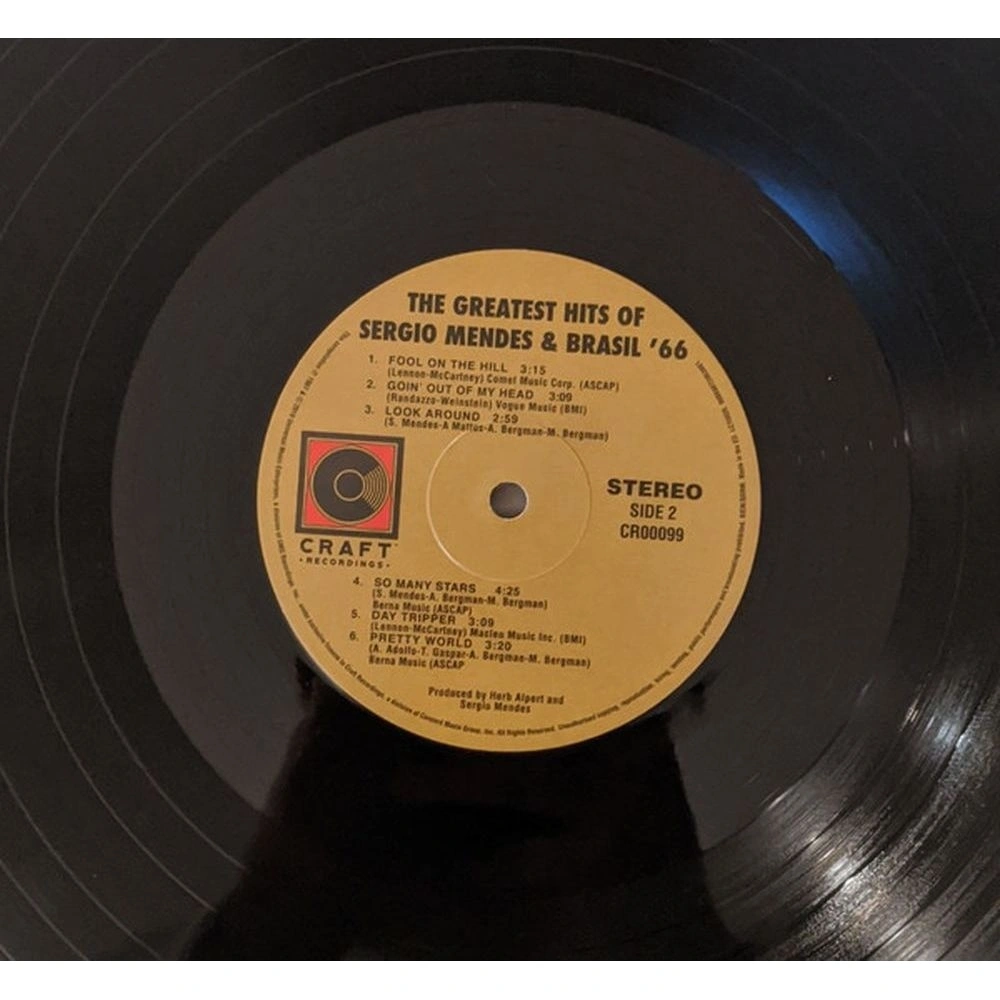 THE GREATEST HITS OF
SERGIO MENDES & BRASIL '66
1. FOOL ON THE HILL 3:15
(Lennon-McCartney) Comet Music Corp. (ASCAP)
2. GOIN' OUT OF MY HEAD 3:09
(Randazzo-Weinstein) Vogue Music (BMI)
3. LOOK AROUND 2:59
(S. Mendes-A Mattos-A. Bergman-M. Bergman)
CRAFT
• RECORDINGS •
STEREO
SIDE 2
CR00099
4. SO MANY STARS 4:25
(S. Mendes-A. Bergman-M. Bergman)
Berna Music (ASCAP)
5. DAY TRIPPER 3:09
(Lennon-McCartney) Maclen Music Inc. (BMI)
6. PRETTY WORLD 3:20
(A. Adolfo-T. Gaspar-A. Bergman-M. Bergman)
Berna Music (ASCAP
Produced by Herb Alpert and
Sergio Mendes